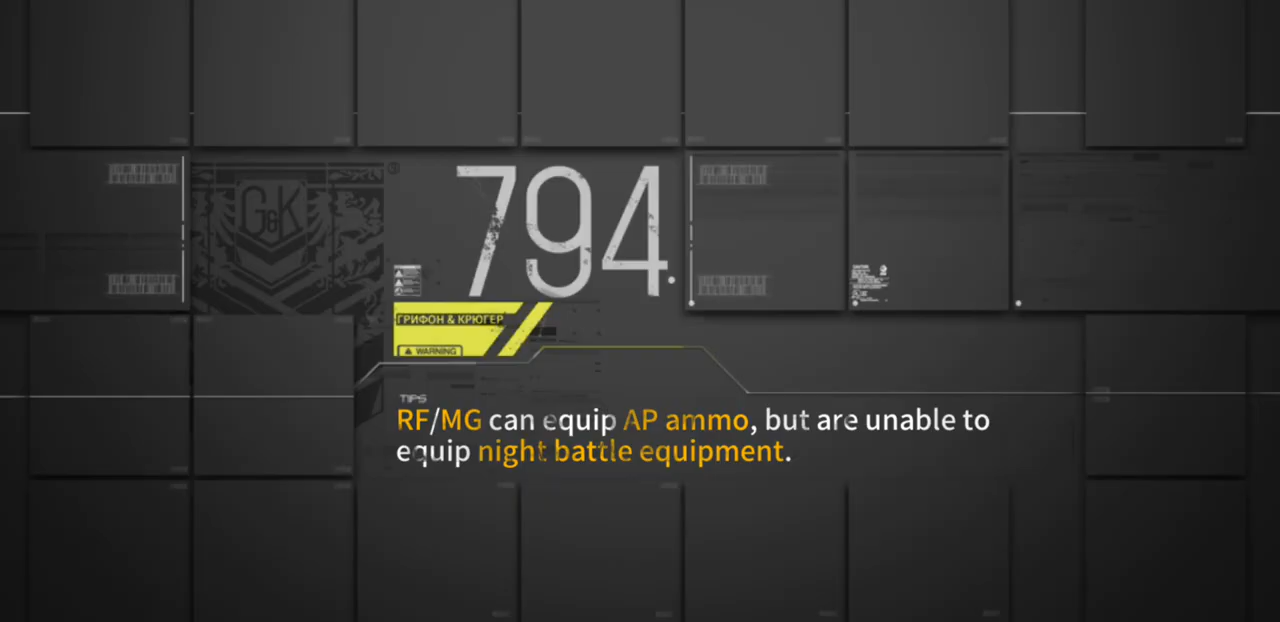 G&K
794.
ГРИФОН & КРЮГЕР
WARNING
TIPS
RF/MG can equip AP ammo, but are unable to
equip night battle equipment.